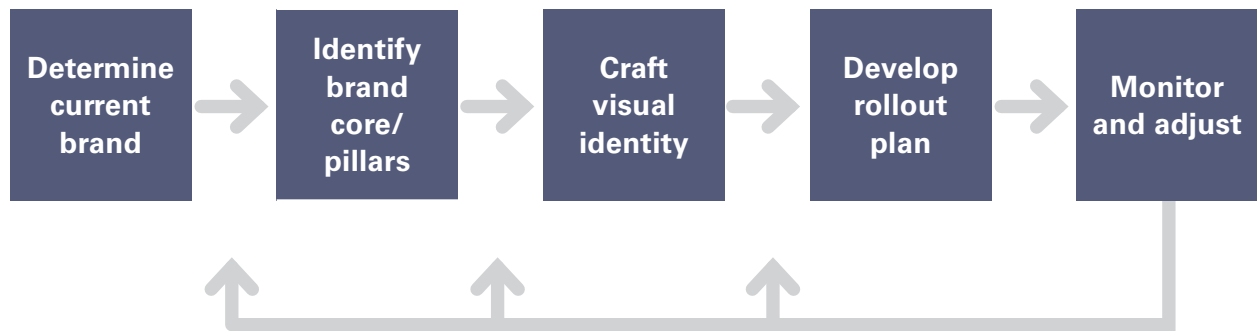 Determine
current
brand
Identify
brand
core/
pillars
Craft
visual
identity
Develop
rollout
plan
Monitor
and adjust